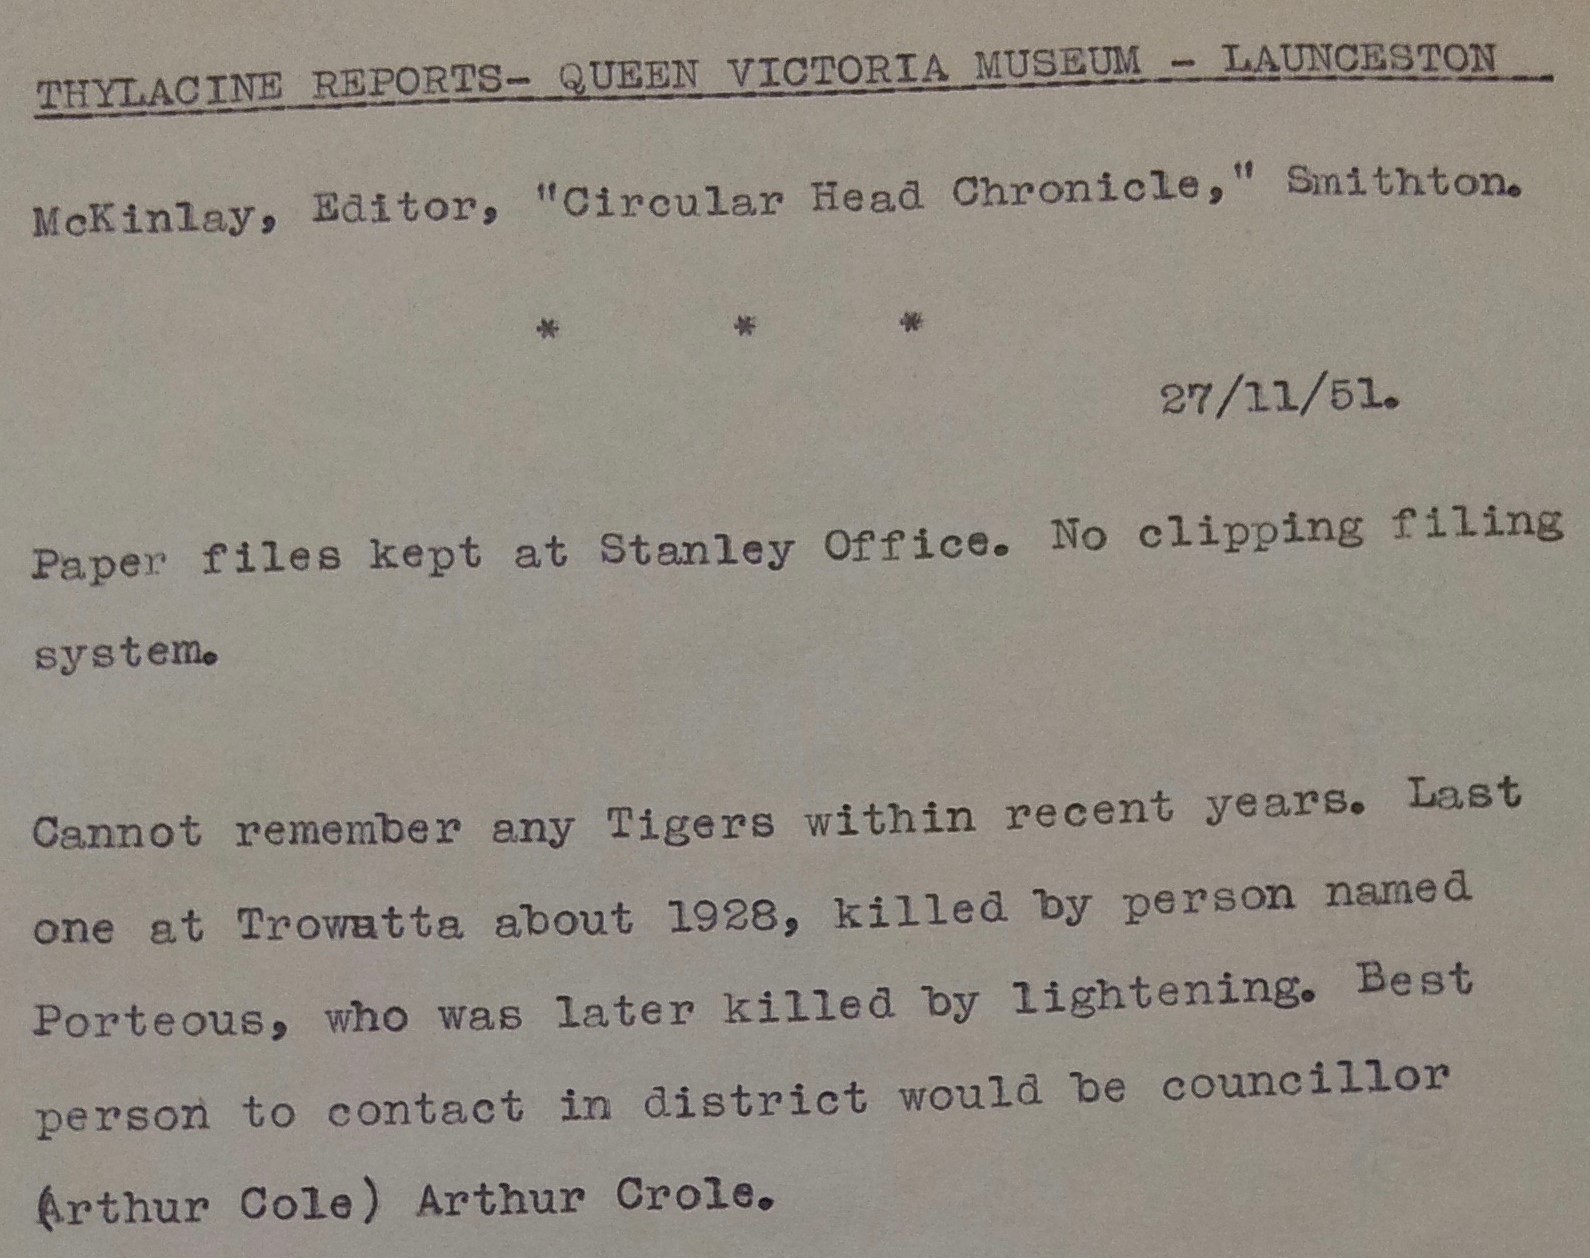 THYLACINE REPORTS- QUEEN VICTORIA MUSEUM - LAUNCESTON
McKinlay, Editor, "Circular Head Chronicle," Smithton.
* * *
27/11/51.
Paper files kept at Stanley Office. No clipping filing
system.
Cannot remember any Tigers within recent years. Last
one at Trowatta about 1928, killed by person named
Porteous, who was later killed by lightening. Best
person to contact in district would be councillor
(Arthur Cole) Arthur Crole.